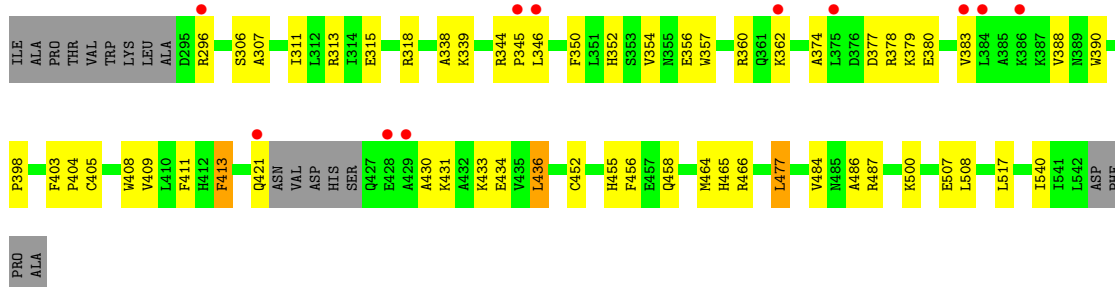 ILE ALA PRO THR VAL TRP LYS LEU ALA D295 R296 S306 A307 I311 L312 R313 I314 E315 R318 A338 K339 R344 P345 L346 F350 L351 H352 S353 V354 N355 E356 W357 R360 Q361 K362 A374 L375 D376 D377 R378 K379 E380 V383 L384 A385 K386 K387 V388 N389 W390
P398 F403 P404 C405 W408 V409 L410 F411 H412 F413 Q421 ASN VAL ASP HIS SER Q427 E428 A429 A430 K431 A432 K433 E434 V435 L436 C452 H455 F456 E457 Q458 M464 H465 R466 L477 V484 N485 A486 R487 K500 E507 L508 L517 I540 I541 L542 ASP PHE
PRO ALA